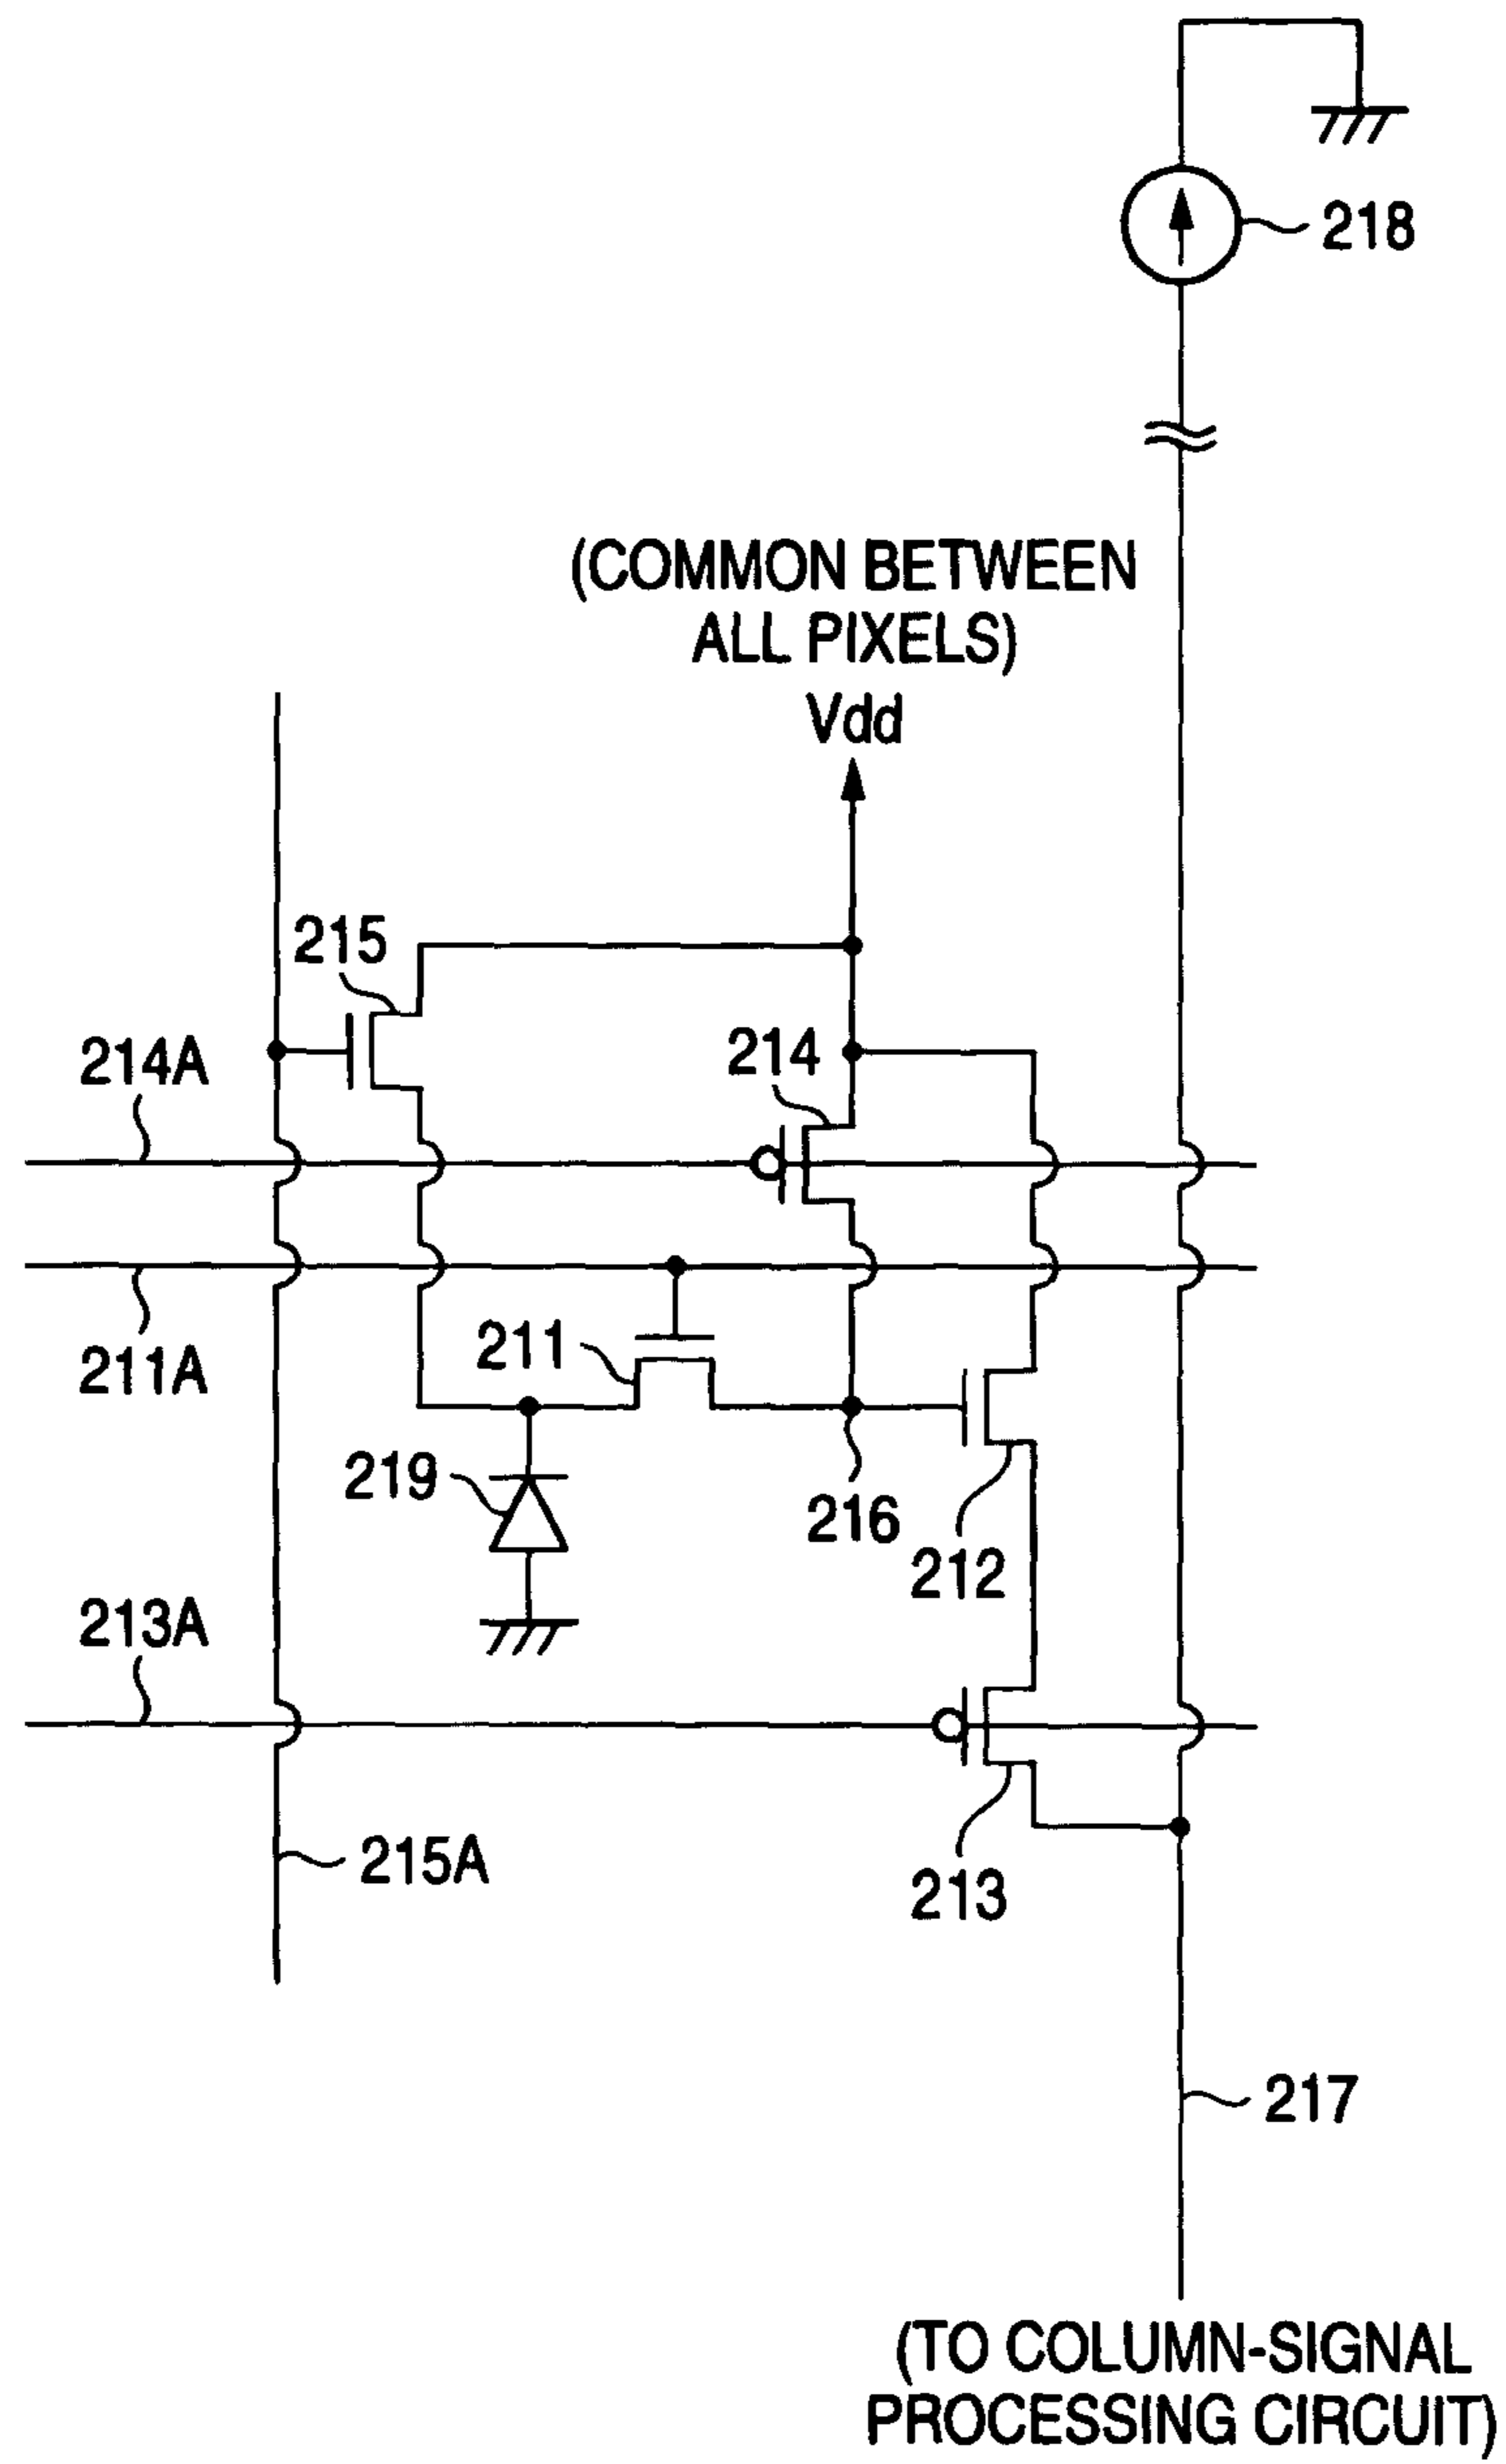 218
(COMMON BETWEEN
ALL PIXELS)
Vdd
215
214
214A
211
211A
219
216
212
213A
215A
213
217
(TO COLUMN-SIGNAL
PROCESSING CIRCUIT)